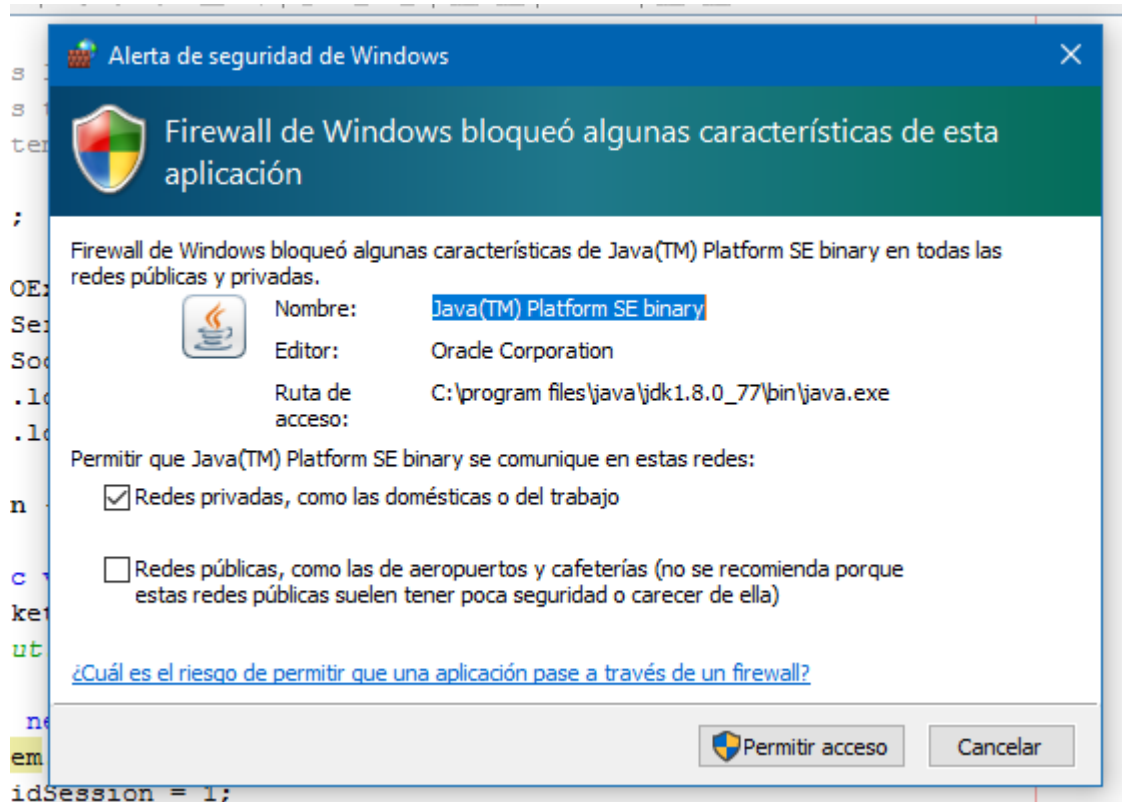 Alerta de seguridad de Windows
Firewall de Windows bloqueó algunas características de esta
aplicación
;
Firewall de Windows bloqueó algunas características de Java(TM) Platform SE binary en todas las
redes públicas y privadas.
Nombre: Java(TM) Platform SE binary
Editor: Oracle Corporation
Ruta de C:\program files\java\jdk1.8.0_77\bin\java.exe
acceso:
Permitir que Java(TM) Platform SE binary se comunique en estas redes:
Redes privadas, como las domésticas o del trabajo
Redes públicas, como las de aeropuertos y cafeterías (no se recomienda porque
estas redes públicas suelen tener poca seguridad o carecer de ella)
¿Cuál es el riesgo de permitir que una aplicación pase a través de un firewall?
Permitir acceso Cancelar
idSession = 1;